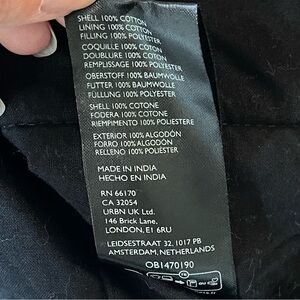 SHELL 100% COTTON
LINING 100% COTTON
FILLING 100% POLYESTER
COQUILLE 100% COTON
DOUBLURE 100% COTON
REMPLISSAGE 100% POLYESTER
OBERSTOFF 100% BAUMWOLLE
FUTTER 100% BAUMWOLLE
FÜLLUNG 100% POLYESTER
SHELL 100% COTONE
FODERA 100% COTONE
RIEMPIMENTO 100% POLIESTERE
EXTERIOR 100% ALGODÓN
FORRO 100% ALGODÓN
RELLENO 100% POLIÉSTER
MADE IN INDIA
HECHO EN INDIA
RN 66170
CA 32054
URBN UK Ltd.
146 Brick Lane,
LONDON, E1 6RU
LEIDSESTRAAT 32, 1017 PB
AMSTERDAM, NETHERLANDS
OB1470190
FR
OU